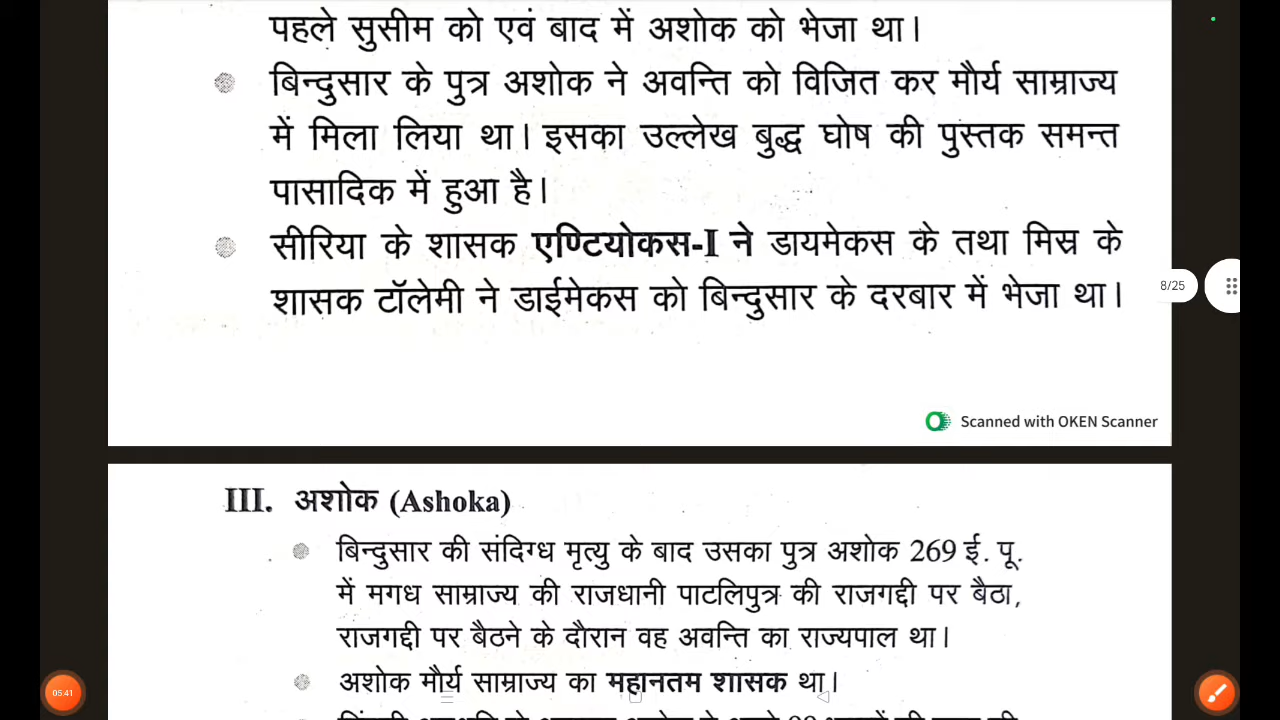 पहले सुसीम को एवं बाद में अशोक को भेजा था।
बिन्दुसार के पुत्र अशोक ने अवन्ति को विजित कर मौर्य साम्राज्य
में मिला लिया था। इसका उल्लेख बुद्ध घोष की पुस्तक समन्त
पासादिक में हुआ है।
सीरिया के शासक एण्टियोकस-I ने डायमेकस के तथा मिस्र के
शासक टॉलेमी ने डाईमेकस को बिन्दुसार के दरबार में भेजा था।
8/25
Scanned with OKEN Scanner
III. अशोक (Ashoka)
बिन्दुसार की संदिग्ध मृत्यु के बाद उसका पुत्र अशोक 269 ई. पू.
में मगध साम्राज्य की राजधानी पाटलिपुत्र की राजगद्दी पर बैठा,
राजगद्दी पर बैठने के दौरान वह अवन्ति का राज्यपाल था।
अशोक मौर्य साम्राज्य का महानतम शासक था।
05:41